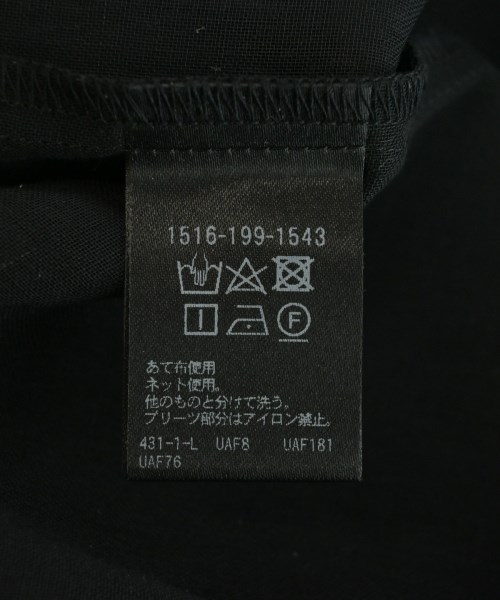 1516-199-1543
F
あて布使用
ネット使用。
他のものと分けて洗う。
プリーツ部分はアイロン禁止。
431-1-L UAF8 UAF181
UAF76